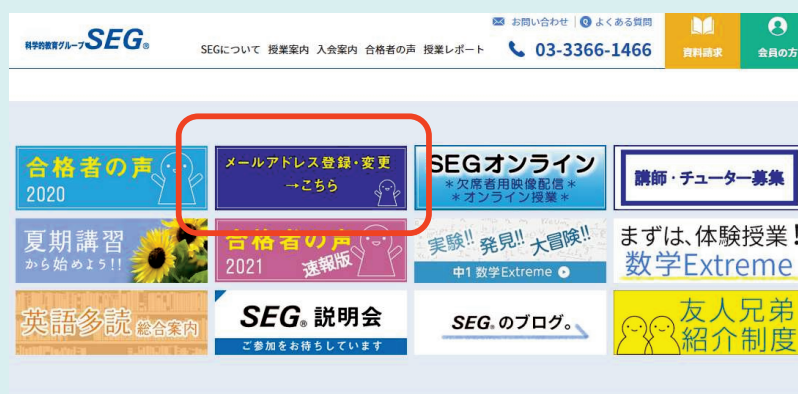 お問い合わせ よくある質問
科学的教育グループSEG®
SEGについて 授業案内 入会案内 合格者の声 授業レポート
03-3366-1466
資料請求
会員の方
合格者の声
2020
メールアドレス登録・変更
→こちら
SEGオンライン
＊欠席者用映像配信＊
＊オンライン授業＊
講師・チューター募集
夏期講習
から始めよう!!
合格者の声
2021 速報版
実験!! 発見!! 大冒険!!
中1 数学Extreme
まずは、体験授業!
数学Extreme
英語多読 総合案内
SEG® 説明会
ご参加をお待ちしています
SEG®のブログ。
友人兄弟
紹介制度